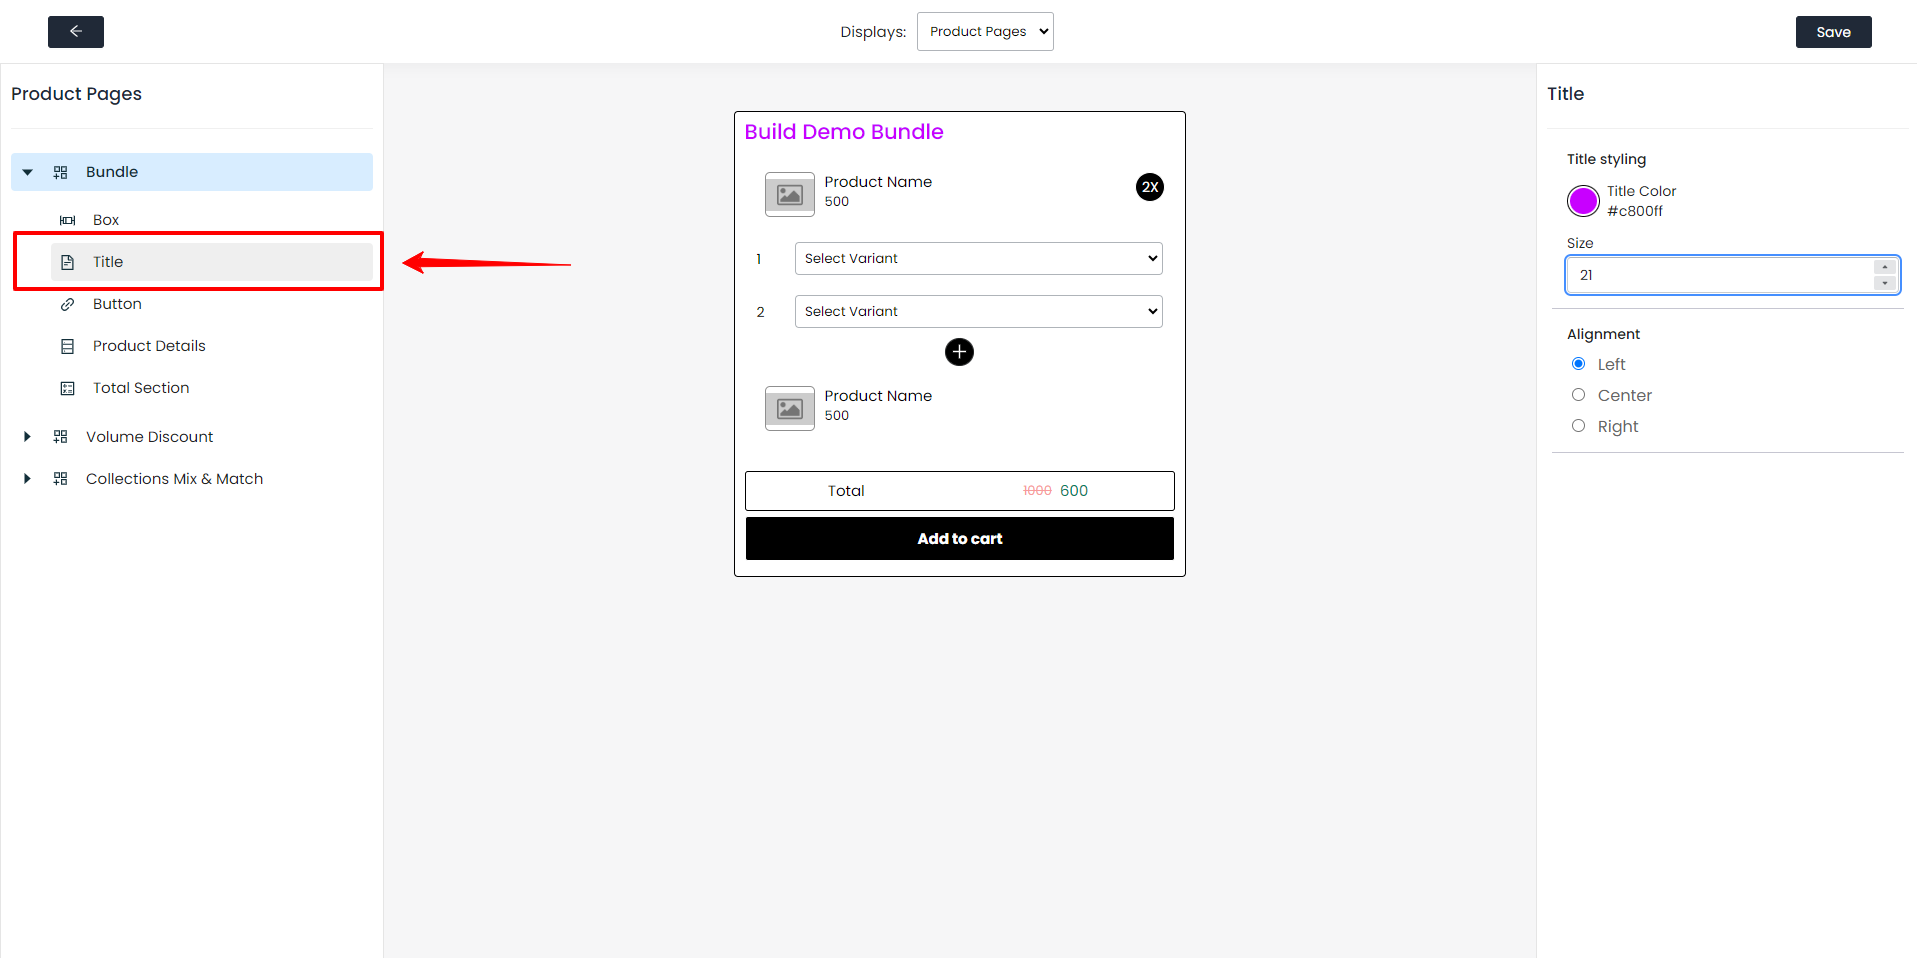 Displays: Product Pages
Save
Product Pages
Bundle
Box
Title
Button
Product Details
Total Section
Volume Discount
Collections Mix & Match
Build Demo Bundle
Product Name
500
2X
1 Select Variant
2 Select Variant
Product Name
500
Total 1000 600
Add to cart
Title
Title styling
Title Color
#c800ff
Size
21
Alignment
Left
Center
Right